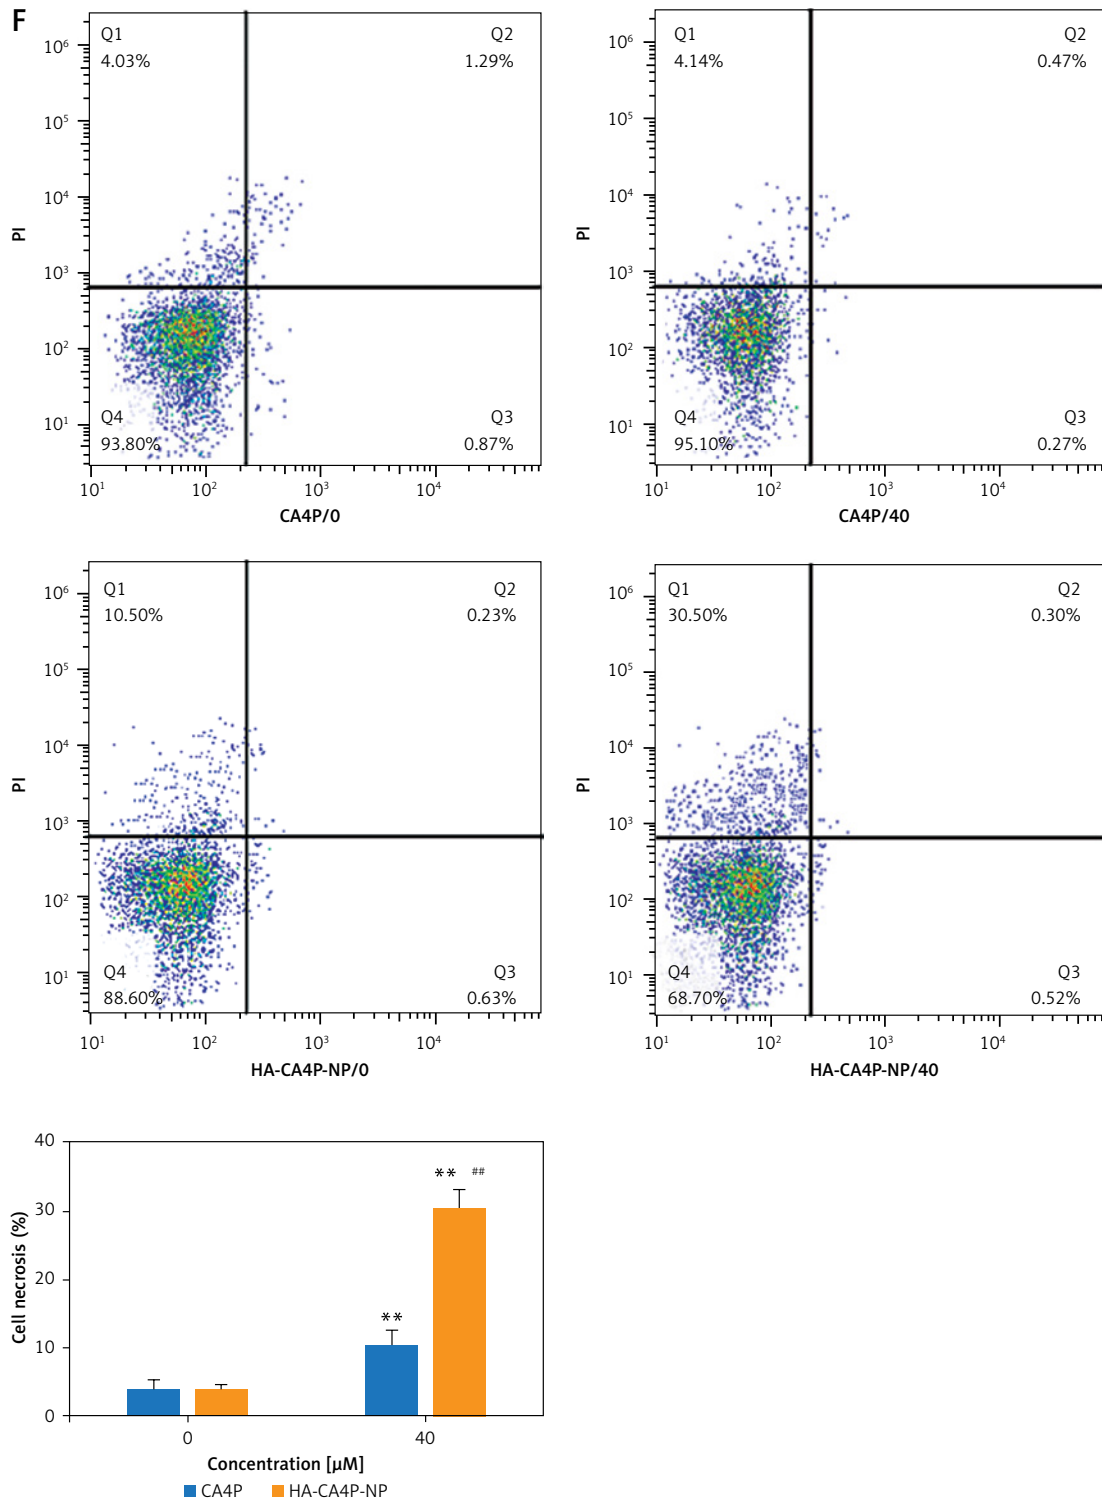 F
Q1
4.03%
Q2
1.29%
10⁶
10⁵
10⁴
10³
10²
10¹
PI
Q4
93.80%
Q3
0.87%
10¹ 10² 10³ 10⁴
CA4P/0
Q1
4.14%
Q2
0.47%
10⁶
10⁵
10⁴
10³
10²
10¹
PI
Q4
95.10%
Q3
0.27%
10¹ 10² 10³ 10⁴
CA4P/40
Q1
10.50%
Q2
0.23%
10⁶
10⁵
10⁴
10³
10²
10¹
PI
Q4
88.60%
Q3
0.63%
10¹ 10² 10³ 10⁴
HA-CA4P-NP/0
Q1
30.50%
Q2
0.30%
10⁶
10⁵
10⁴
10³
10²
10¹
PI
Q4
68.70%
Q3
0.52%
10¹ 10² 10³ 10⁴
HA-CA4P-NP/40
40
30
20
10
0
Cell necrosis (%)
** ##
**
0 40
Concentration [µM]
CA4P HA-CA4P-NP